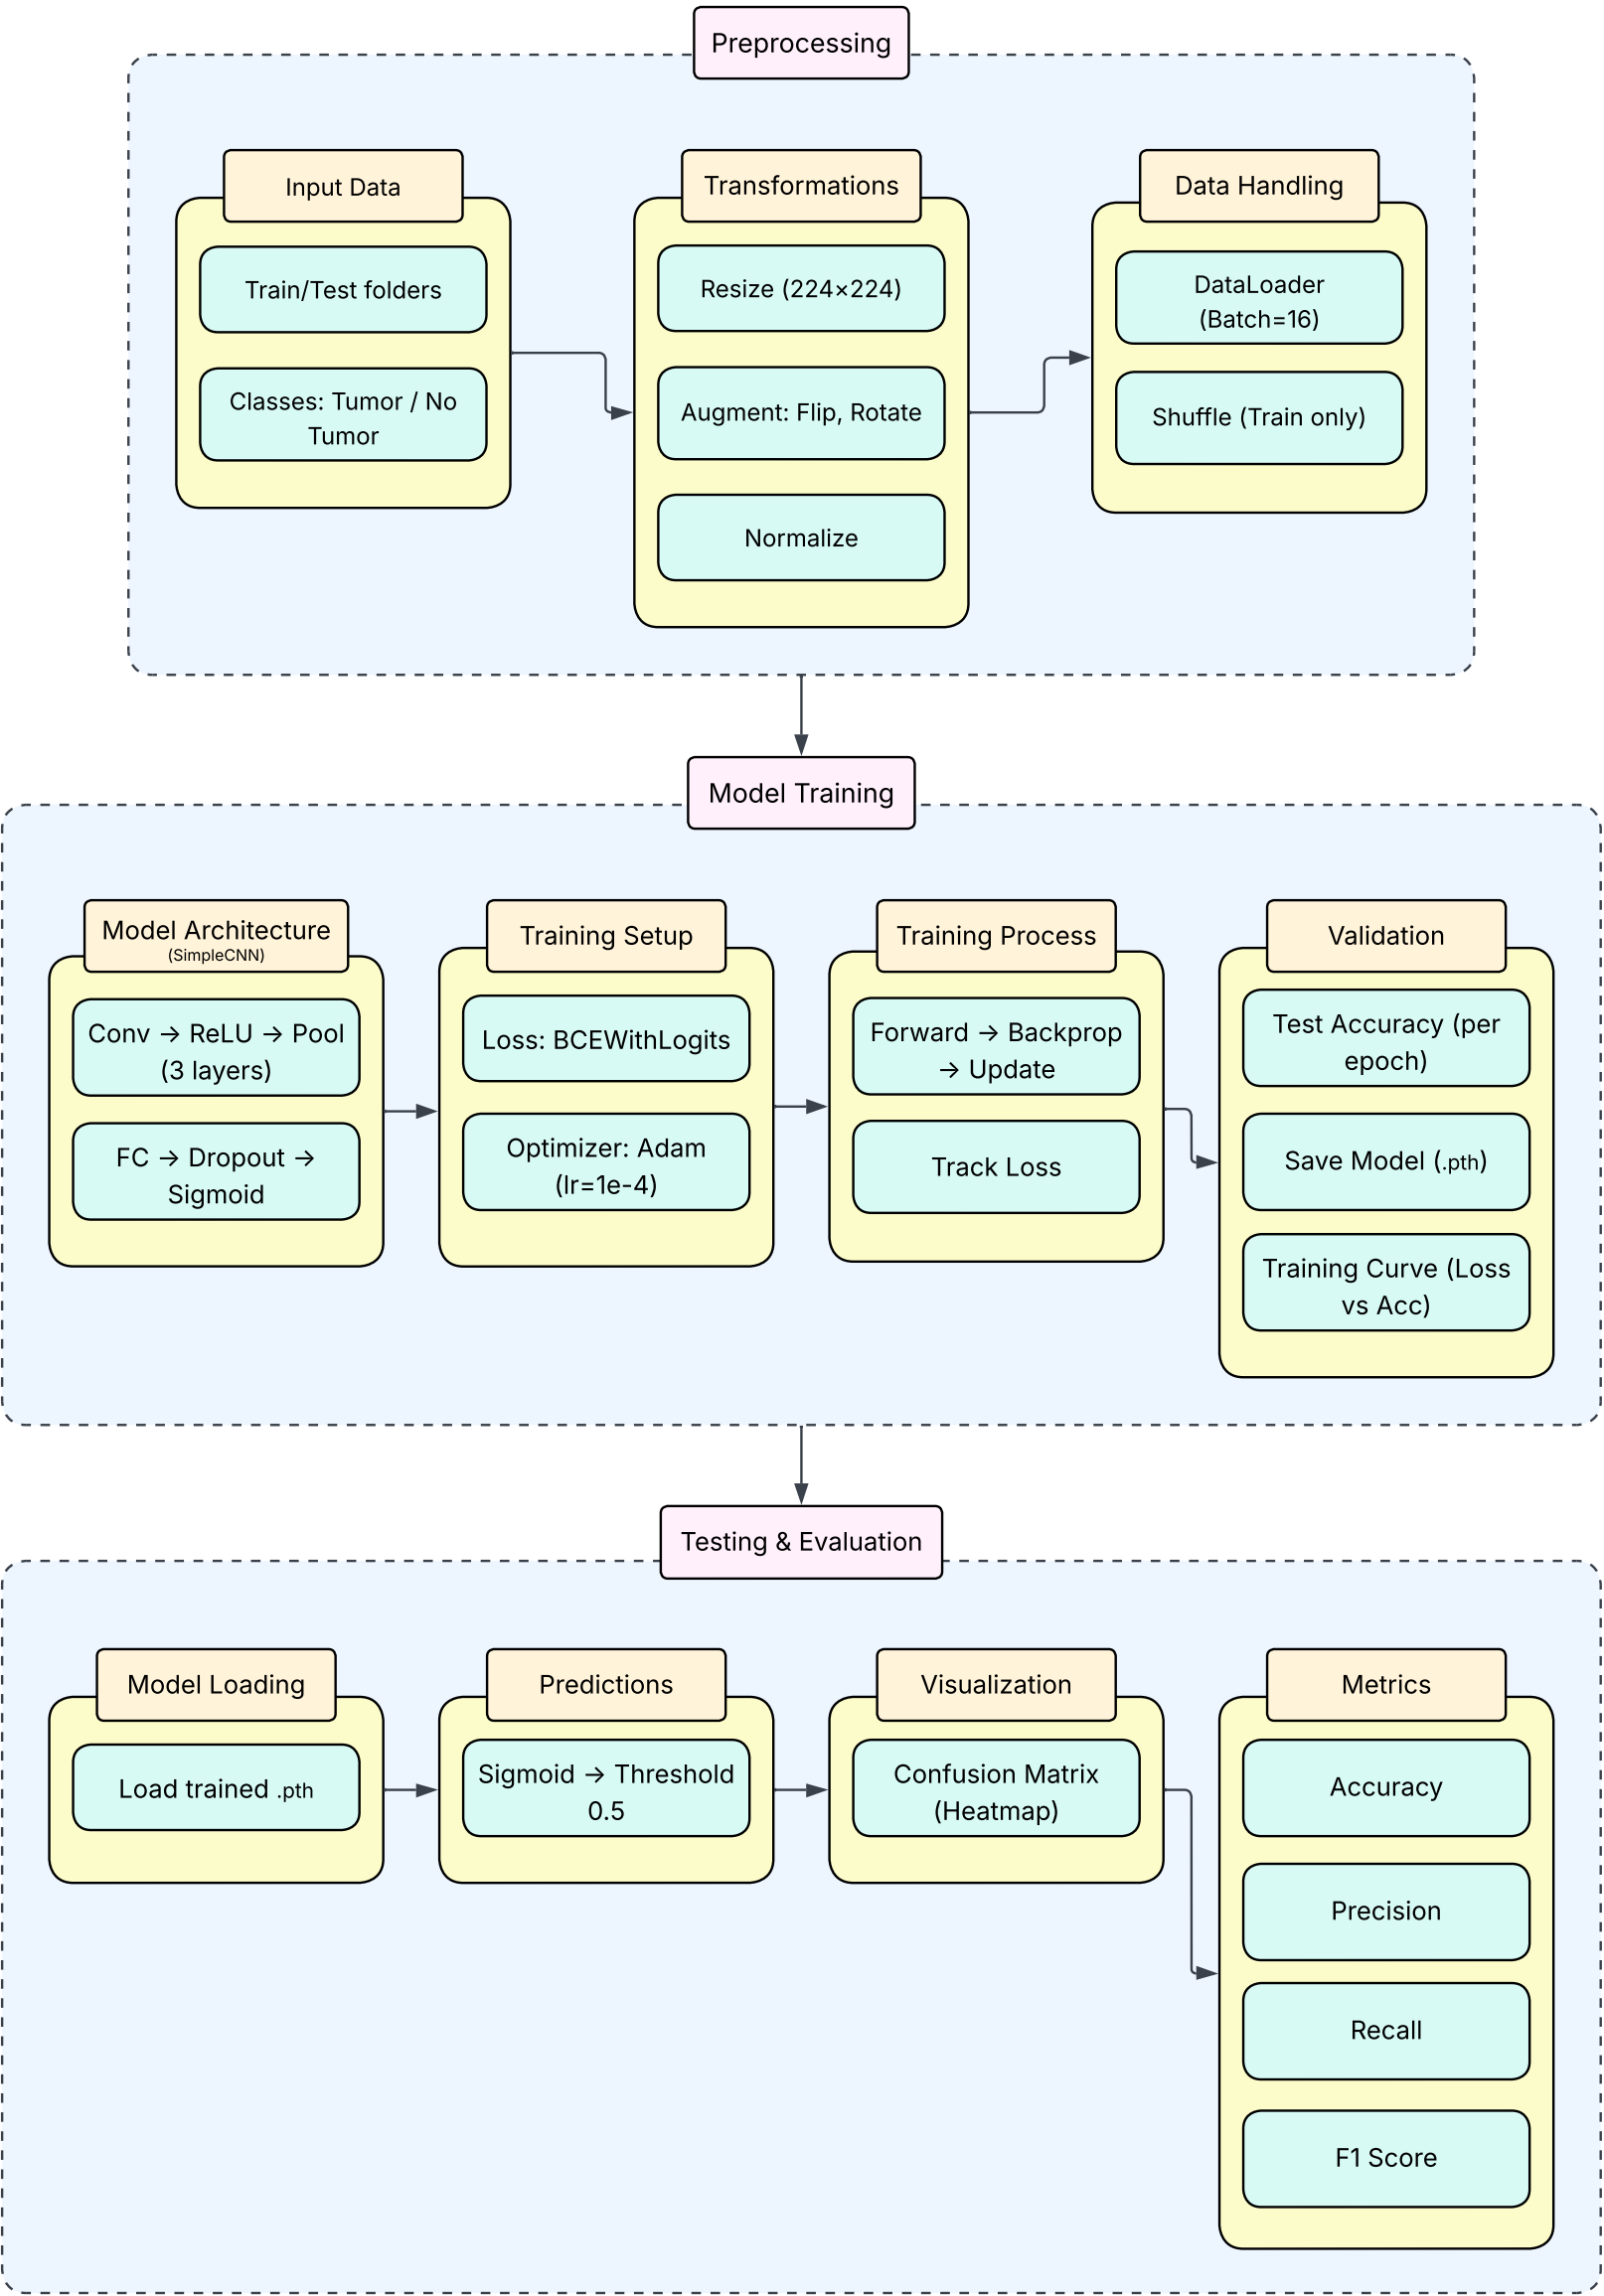 Preprocessing
Input Data
Train/Test folders
Classes: Tumor / No
Tumor
Transformations
Resize (224×224)
Augment: Flip, Rotate
Normalize
Data Handling
DataLoader
(Batch=16)
Shuffle (Train only)
Model Training
Model Architecture
(SimpleCNN)
Conv → ReLU → Pool
(3 layers)
FC → Dropout →
Sigmoid
Training Setup
Loss: BCEWithLogits
Optimizer: Adam
(lr=1e-4)
Training Process
Forward → Backprop
→ Update
Track Loss
Validation
Test Accuracy (per
epoch)
Save Model (.pth)
Training Curve (Loss
vs Acc)
Testing & Evaluation
Model Loading
Load trained .pth
Predictions
Sigmoid → Threshold
0.5
Visualization
Confusion Matrix
(Heatmap)
Metrics
Accuracy
Precision
Recall
F1 Score